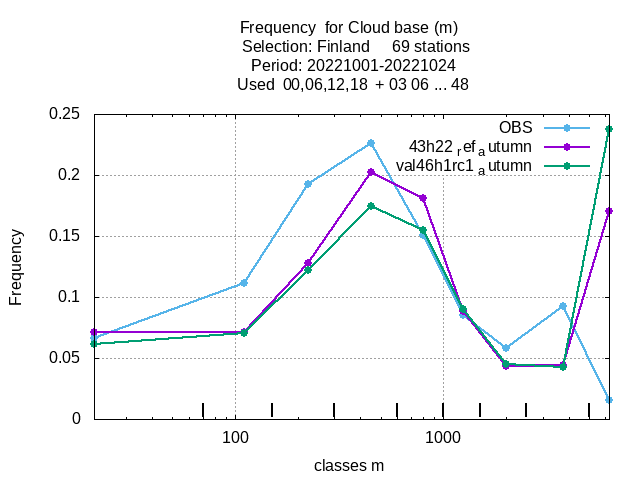 Frequency  for Cloud base (m)
Selection: Finland     69 stations
Period: 20221001-20221024
Used  00,06,12,18  + 03 06 ... 48
0.25
0.2
0.15
0.1
0.05
0
Frequency
OBS
43h22 ref autumn
val46h1rc1 autumn
100
1000
classes m